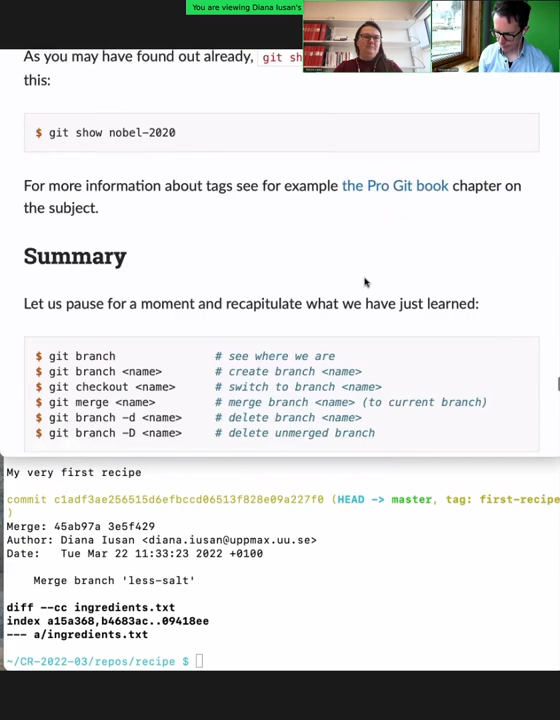 You are viewing Diana Iusan's
As you may have found out already, git sh
this:
$ git show nobel-2020
For more information about tags see for example the Pro Git book chapter on
the subject.
Summary
Let us pause for a moment and recapitulate what we have just learned:
$ git branch # see where we are
$ git branch <name> # create branch <name>
$ git checkout <name> # switch to branch <name>
$ git merge <name> # merge branch <name> (to current branch)
$ git branch -d <name> # delete branch <name>
$ git branch -D <name> # delete unmerged branch
My very first recipe
commit c1adf3ae256515d6efbccd06513f828e09a227f0 (HEAD -> master, tag: first-recipe
)
Merge: 45ab97a 3e5f429
Author: Diana Iusan <diana.iusan@uppmax.uu.se>
Date: Tue Mar 22 11:33:23 2022 +0100
Merge branch 'less-salt'
diff --cc ingredients.txt
index a15a368,b4683ac..09418ee
--- a/ingredients.txt
~/CR-2022-03/repos/recipe $